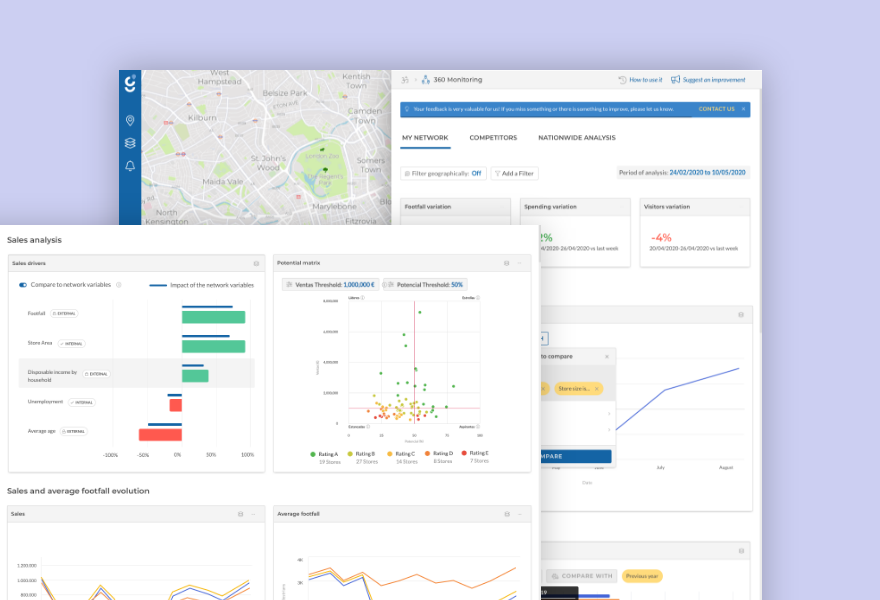 West
Hampstead
Kentish
Town
Belsize Park
Camden
Town
Kilburn
London Zoo
St. John's
Wood
Somers
Town
The Regent's
Park
Maida Vale
Marylebone
North
Kensington
Fitzrovia
360 Monitoring
How to use it
Suggest an improvement
Your feedback is very valuable for us! If you miss something or there is something to improve, please let us know.
CONTACT US
MY NETWORK
COMPETITORS
NATIONWIDE ANALYSIS
Filter geographically: Off
Add a Filter
Period of analysis: 24/02/2020 to 10/05/2020
Footfall variation
Spending variation
Visitors variation
2%
-4%
4/2020-26/04/2020 vs last week
20/04/2020-26/04/2020 vs last week
Sales analysis
Sales drivers
Compare to network variables
Impact of the network variables
Footfall
EXTERNAL
Store Area
INTERNAL
Disposable income by
household
EXTERNAL
Unemployment
INTERNAL
Average age
EXTERNAL
-100%
-50%
0%
50%
100%
Potential matrix
Ventas Threshold: 1,000,000 €
Potencial Threshold: 50%
Rating A
19 Stores
Rating B
27 Stores
Rating C
14 Stores
Rating D
8 Stores
Rating E
7 Stores
to compare
Store size is...
MPARE
July
August
Sales and average footfall evolution
Sales
1,200,000
1,000,000
800,000
Average footfall
COMPARE WITH
Previous year